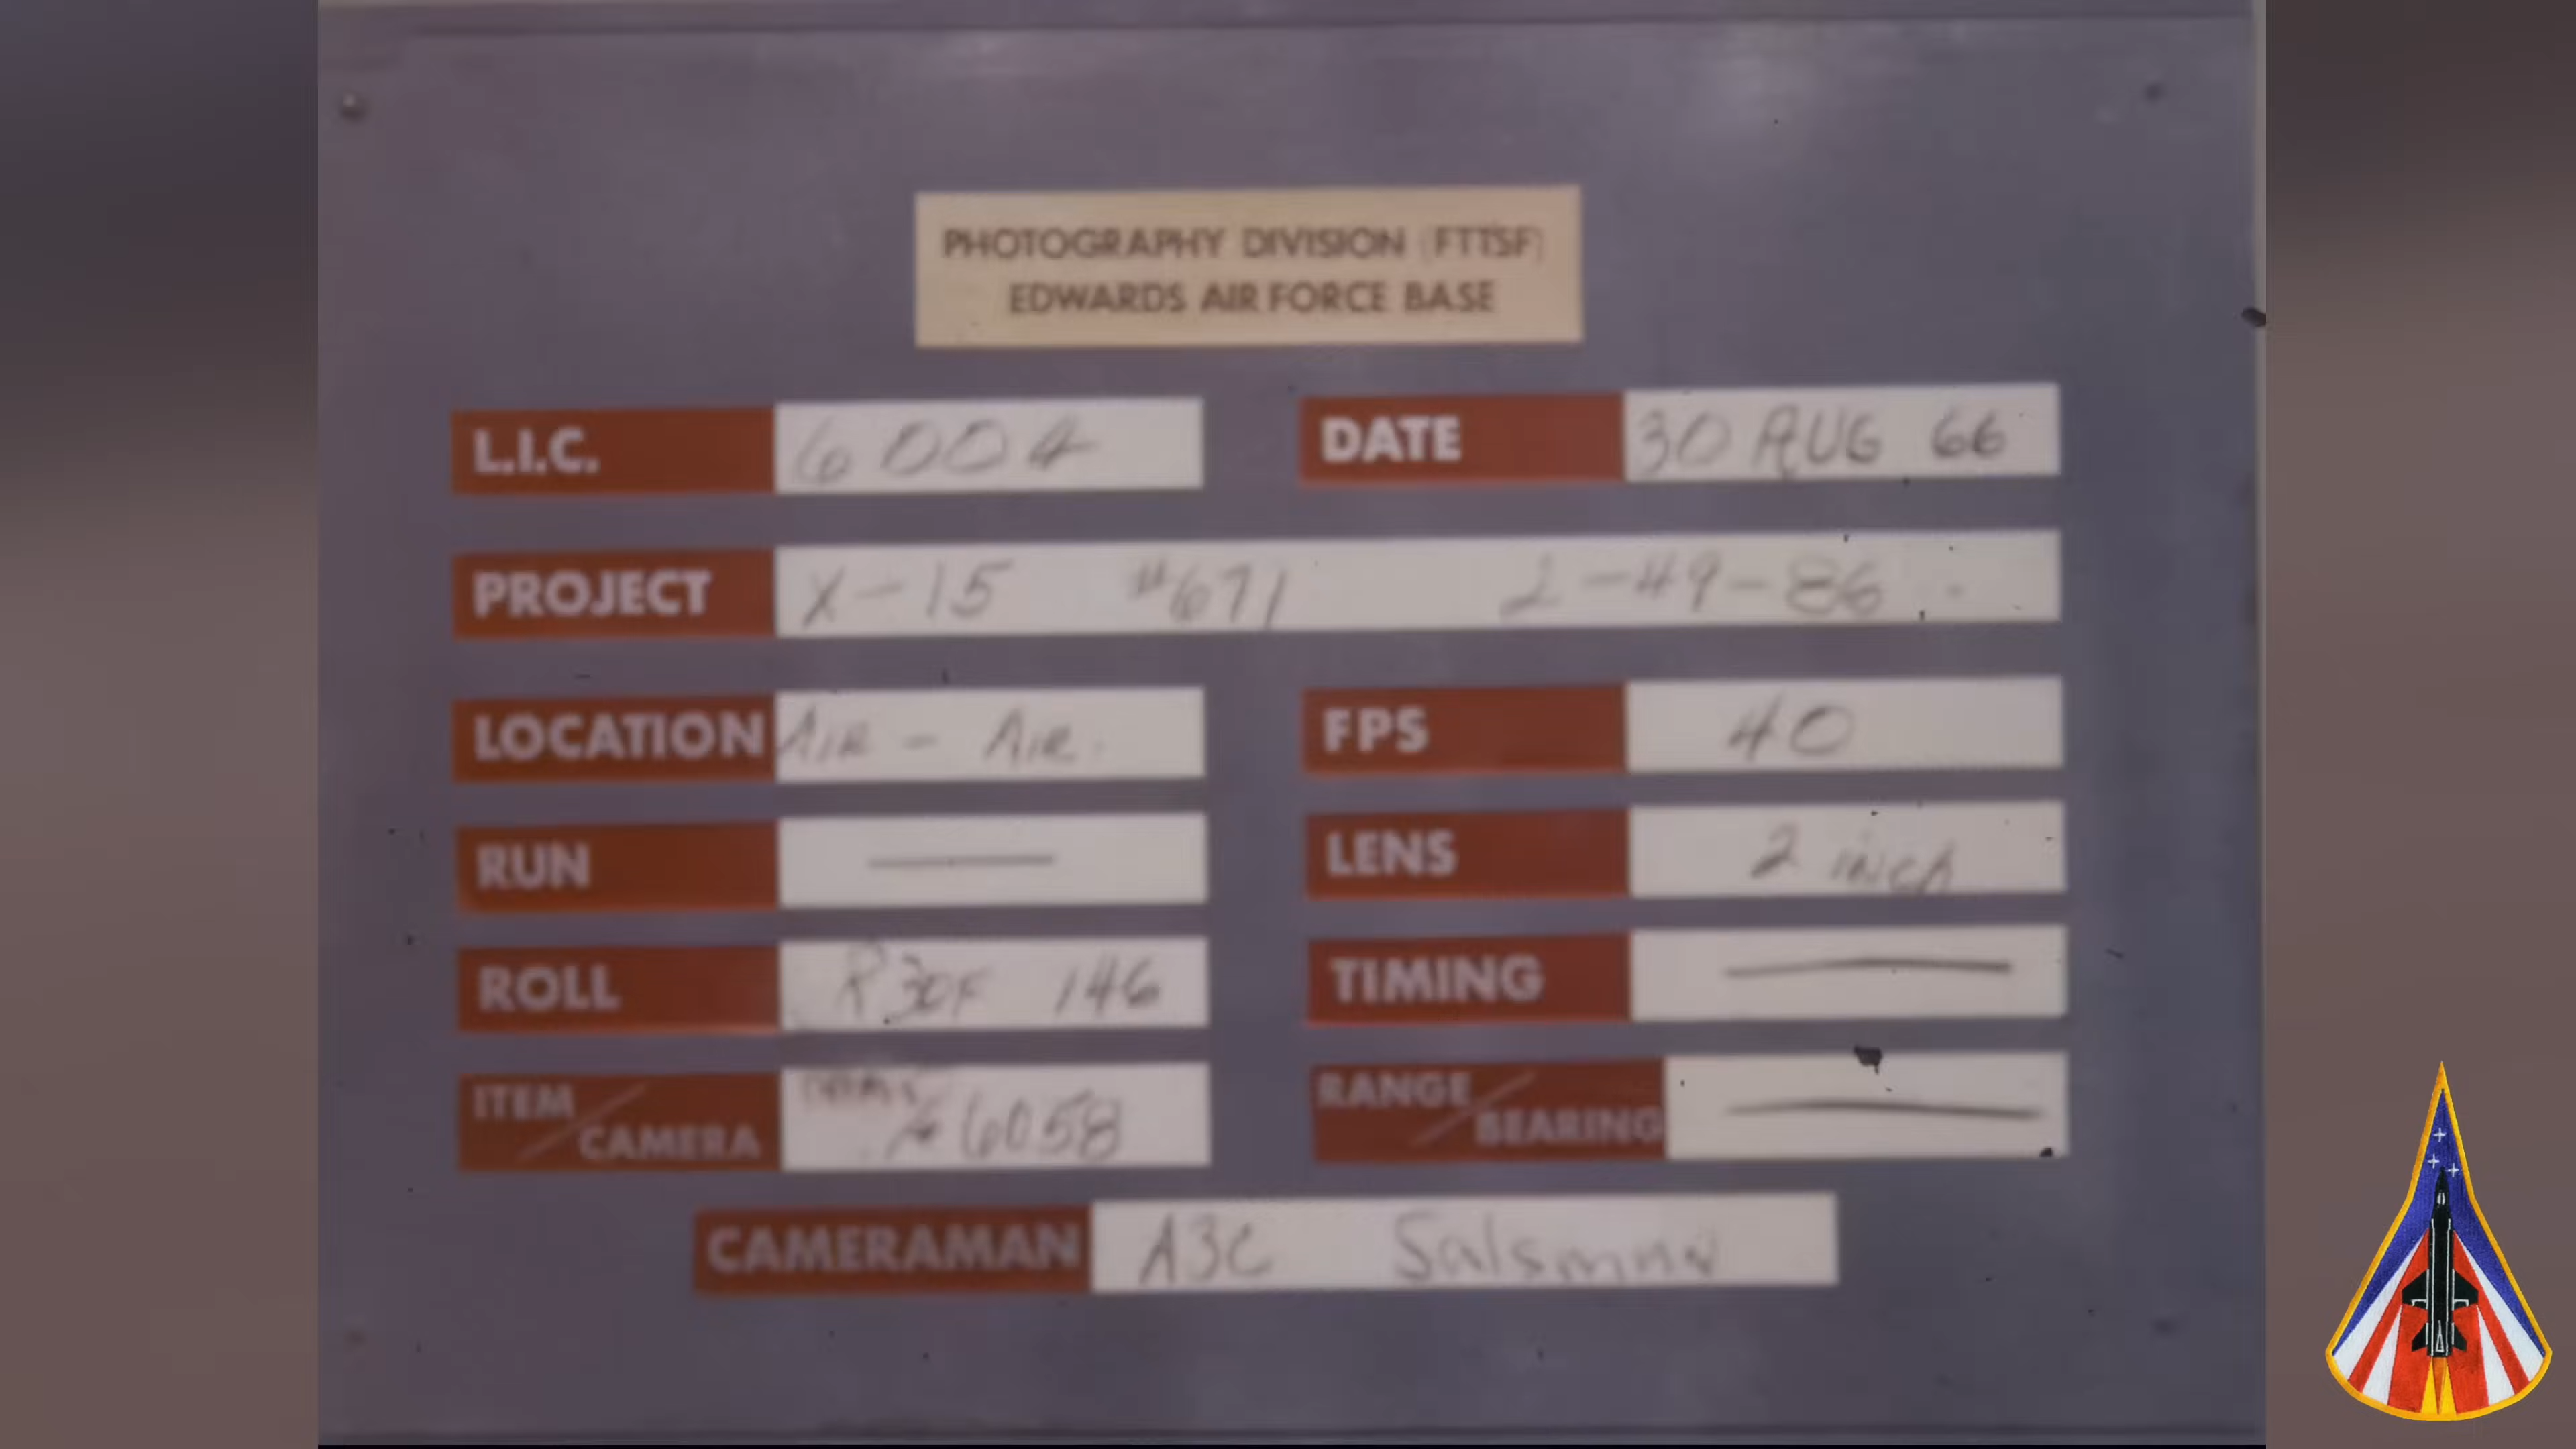 PHOTOGRAPHY DIVISION (FTTSF)
EDWARDS AIR FORCE BASE
L.I.C. 6004 DATE 30 AUG 66
PROJECT X-15 #671 2-49-86
LOCATION AIR - AIR. FPS 40
RUN — LENS 2 inch
ROLL 146 TIMING —
ITEM/CAMERA 6058 RANGE/BEARING —
CAMERAMAN A3C Salsman